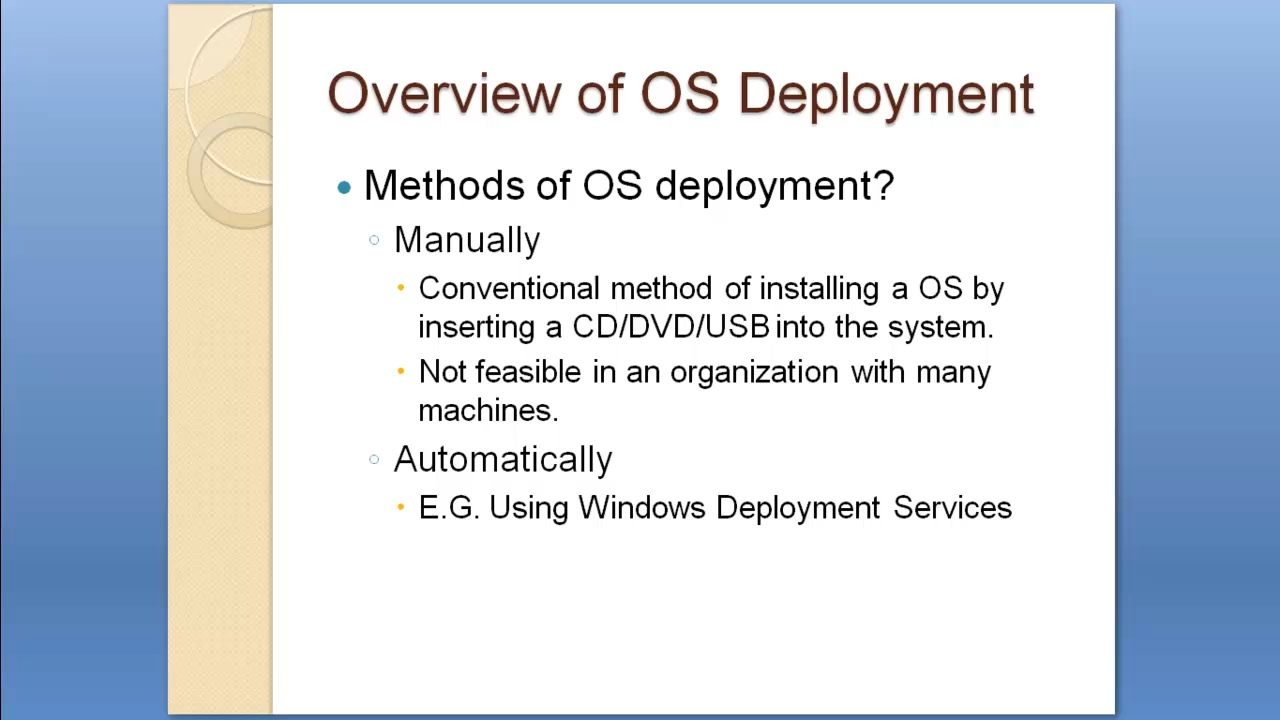 Overview of OS Deployment
Methods of OS deployment?
Manually
Conventional method of installing a OS by
inserting a CD/DVD/USB into the system.
Not feasible in an organization with many
machines.
Automatically
E.G. Using Windows Deployment Services